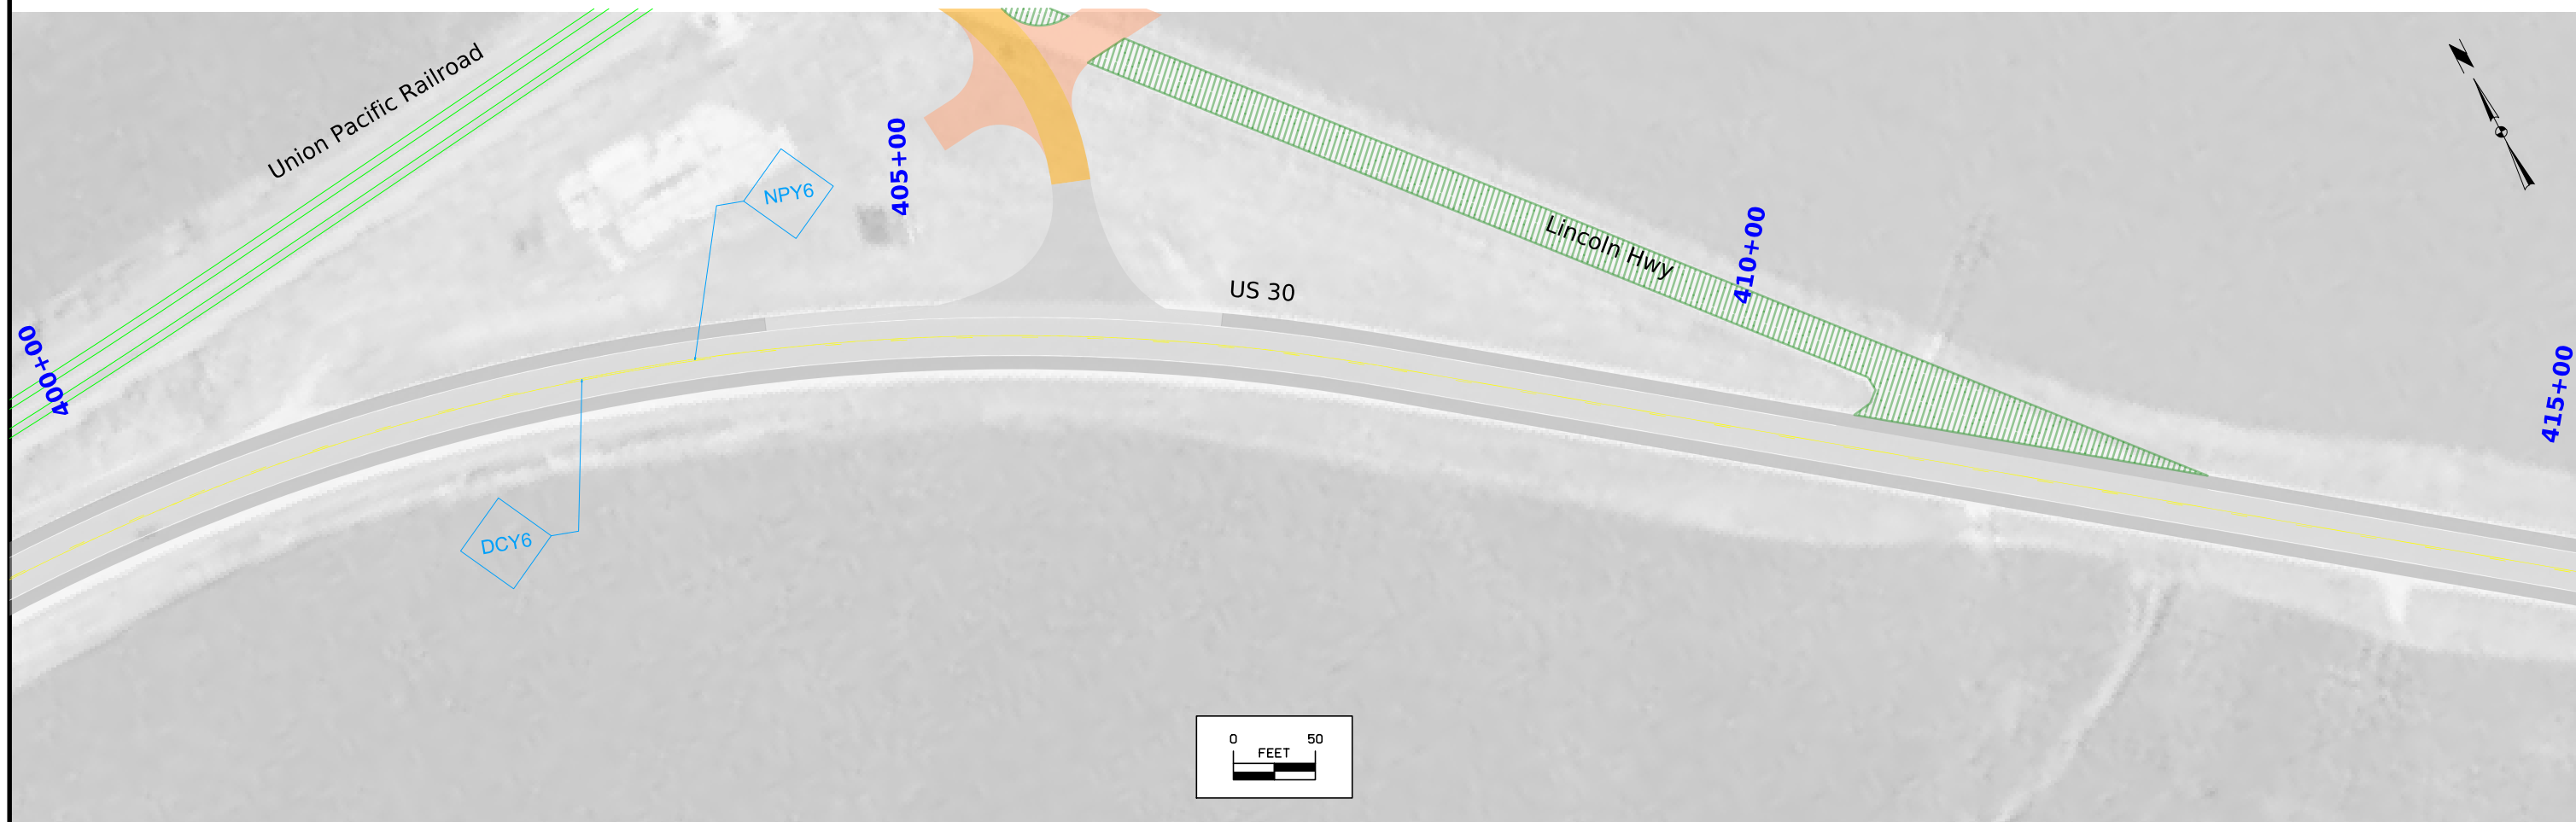 Union Pacific Railroad
405+00
NPY6
Lincoln Hwy
410+00
US 30
400+00
415+00
DCY6
0 50
FEET